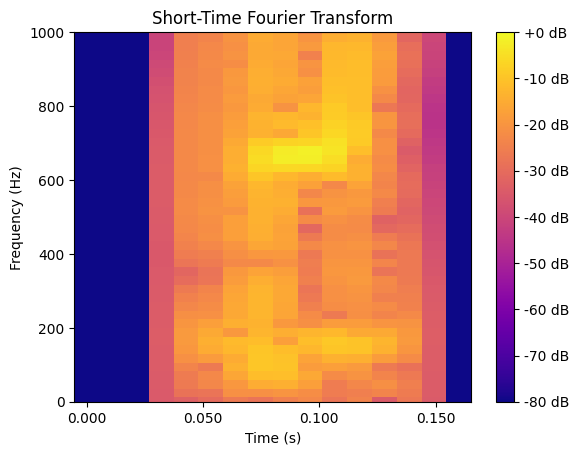 Short-Time Fourier Transform
1000
800
600
400
200
0
Frequency (Hz)
0.000
0.050
0.100
0.150
Time (s)
+0 dB
-10 dB
-20 dB
-30 dB
-40 dB
-50 dB
-60 dB
-70 dB
-80 dB